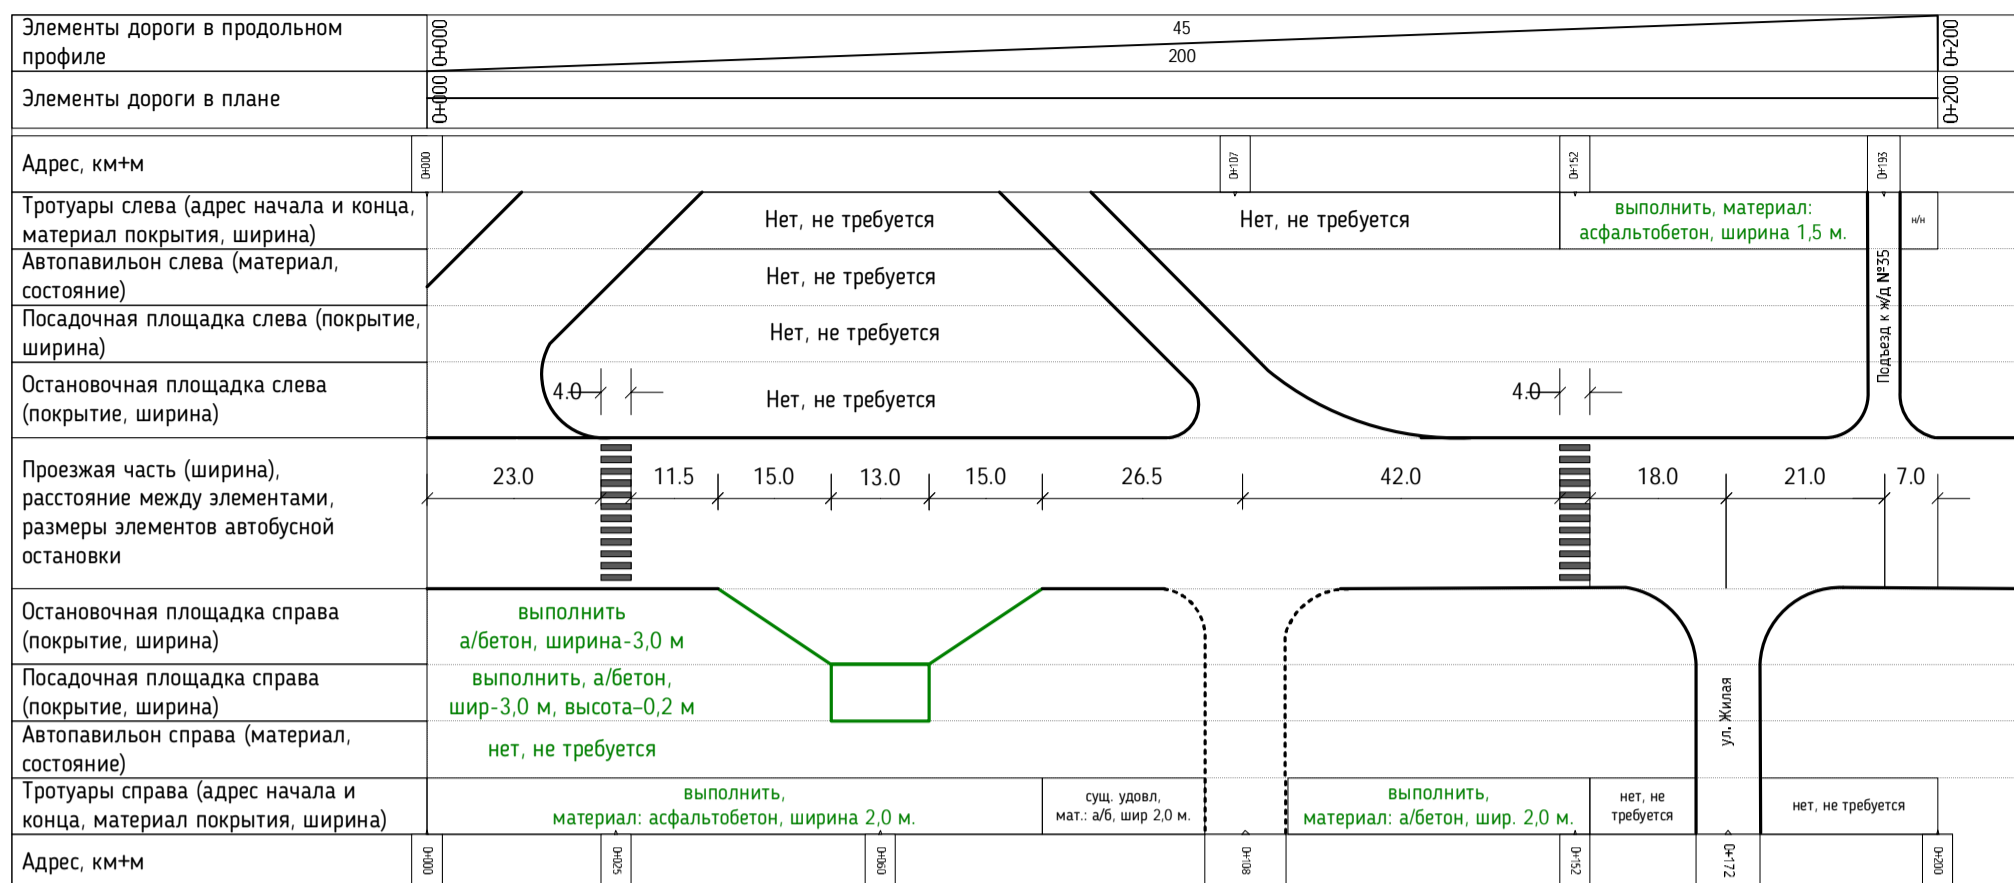 Элементы дороги в продольном
профиле
0+000
45
200
0+200
Элементы дороги в плане
0+000
0+200
Адрес, км+м
0+000
0+107
0+152
0+193
Тротуары слева (адрес начала и конца,
материал покрытия, ширина)
Нет, не требуется
Нет, не требуется
выполнить, материал:
асфальтобетон, ширина 1,5 м.
н/н
Автопавильон слева (материал,
состояние)
Нет, не требуется
Подъезд к ж/д №35
Посадочная площадка слева (покрытие,
ширина)
Нет, не требуется
Остановочная площадка слева
(покрытие, ширина)
4.0
Нет, не требуется
4.0
Проезжая часть (ширина),
расстояние между элементами,
размеры элементов автобусной
остановки
23.0
11.5
15.0
13.0
15.0
26.5
42.0
18.0
21.0
7.0
Остановочная площадка справа
(покрытие, ширина)
выполнить
а/бетон, ширина-3,0 м
Посадочная площадка справа
(покрытие, ширина)
выполнить, а/бетон,
шир-3,0 м, высота-0,2 м
ул. Жилая
Автопавильон справа (материал,
состояние)
нет, не требуется
Тротуары справа (адрес начала и
конца, материал покрытия, ширина)
выполнить,
материал: асфальтобетон, ширина 2,0 м.
сущ. удовл,
мат.: а/б, шир 2,0 м.
выполнить,
материал: а/бетон, шир. 2,0 м.
нет, не
требуется
нет, не требуется
Адрес, км+м
0+000
0+025
0+060
0+108
0+152
0+172
0+200